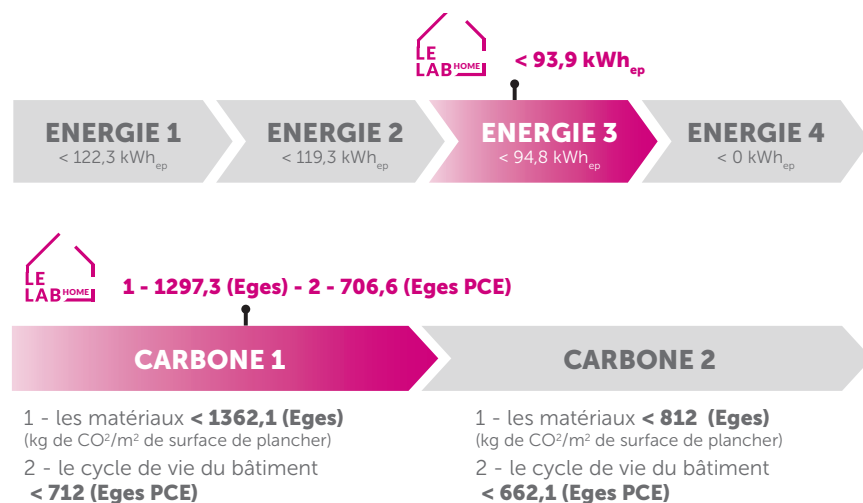 LE
LAB HOME
< 93,9 kWhep
ENERGIE 1
< 122,3 kWhep
ENERGIE 2
< 119,3 kWhep
ENERGIE 3
< 94,8 kWhep
ENERGIE 4
< 0 kWhep
LE
LAB HOME
1 - 1297,3 (Eges) - 2 - 706,6 (Eges PCE)
CARBONE 1
CARBONE 2
1 - les matériaux < 1362,1 (Eges)
(kg de CO²/m² de surface de plancher)
2 - le cycle de vie du bâtiment
< 712 (Eges PCE)
1 - les matériaux < 812 (Eges)
(kg de CO²/m² de surface de plancher)
2 - le cycle de vie du bâtiment
< 662,1 (Eges PCE)